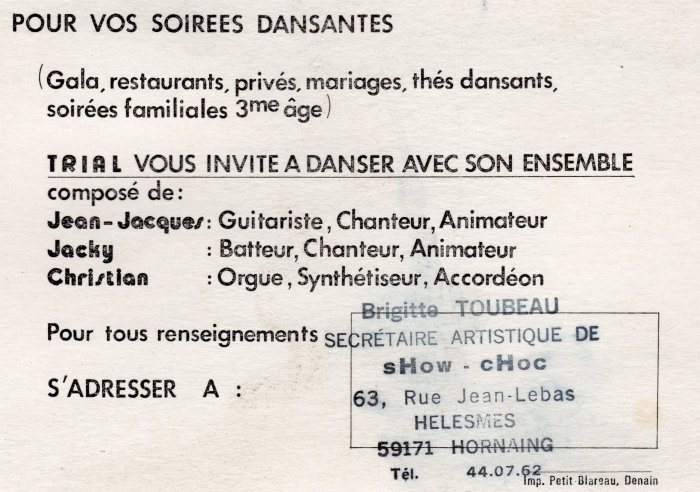 POUR VOS SOIREES DANSANTES
(Gala, restaurants, privés, mariages, thés dansants,
soirées familiales 3me âge)
TRIAL VOUS INVITE A DANSER AVEC SON ENSEMBLE
composé de:
Jean-Jacques: Guitariste, Chanteur, Animateur
Jacky : Batteur, Chanteur, Animateur
Christian : Orgue, Synthétiseur, Accordéon
Pour tous renseignements
S'ADRESSER A :
Brigitte TOUBEAU
SECRÉTAIRE ARTISTIQUE DE
sHow - cHoc
63, Rue Jean-Lebas
HELESMES
59171 HORNAING
Tél. 44.07.62
Imp. Petit Blareau, Denain